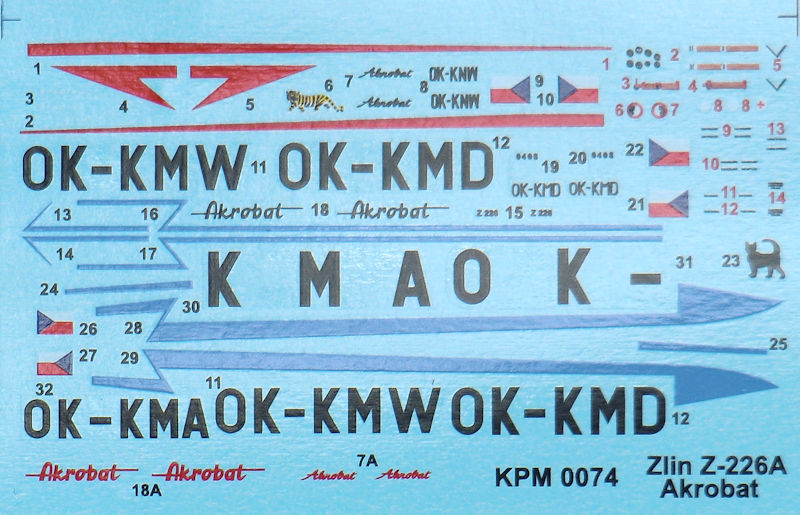 1 3 4 5 6 7 Akrobat 8 OK-KNW 9 1 2 5
Akrobat OK-KNW 10 3 4
2 6 7 8 8 +
OK-KMW 11 OK-KMD 12 0408 19 20 0408 22 9 13
10
OK-KMD OK-KMD
13 16 Akrobat 18 Akrobat Z 226 15 Z 226 21 11 12 14
14 17 K M A O K - 31 23
24 30
26 28
27 29 25
32 11
OK-KMA OK-KMW OK-KMD 12
Akrobat Akrobat 7A Akrobat Akrobat
18A
KPM 0074 Zlin Z-226A
Akrobat